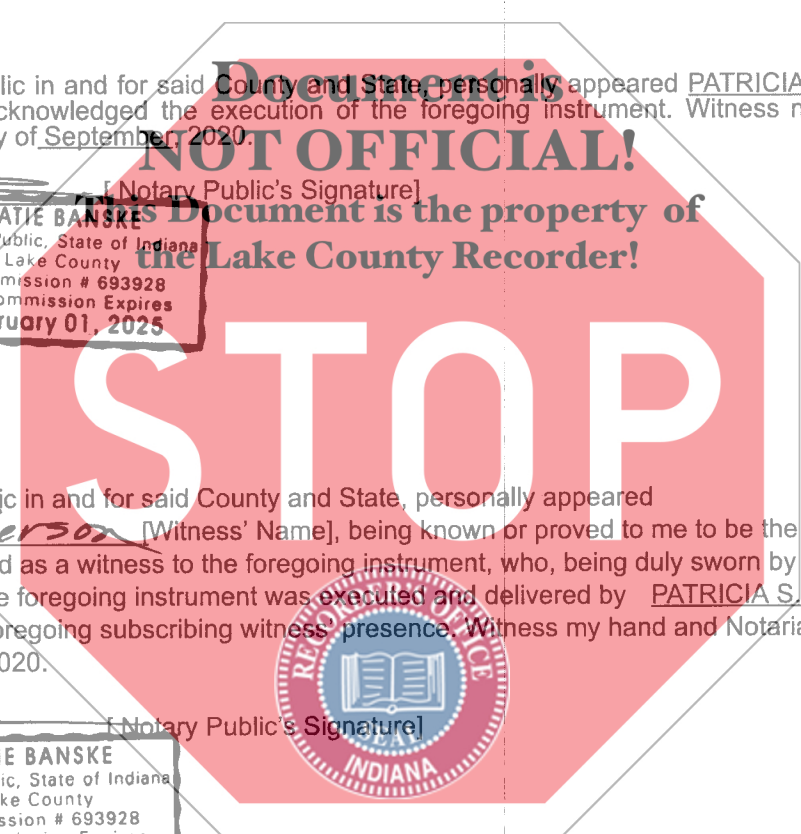 lic in and for said County and State, personally appeared PATRICIA
cknowledged the execution of the foregoing instrument. Witness
y of September, 2020.
Document is
NOT OFFICIAL!
This Document is the property of
the Lake County Recorder!
[ Notary Public's Signature]
ATIE BANSKE
Public, State of Indiana
Lake County
mission # 693928
ommission Expires
ruary 01, 2025
STOP
ic in and for said County and State, personally appeared
erson [Witness' Name], being known or proved to me to be the
d as a witness to the foregoing instrument, who, being duly sworn by
e foregoing instrument was executed and delivered by PATRICIA S.
oregoing subscribing witness' presence. Witness my hand and Notaria
020.
RECORDER'S OFFICE
SEAL
INDIANA
[ Notary Public's Signature]
IE BANSKE
ic, State of Indiana
ke County
ssion # 693928